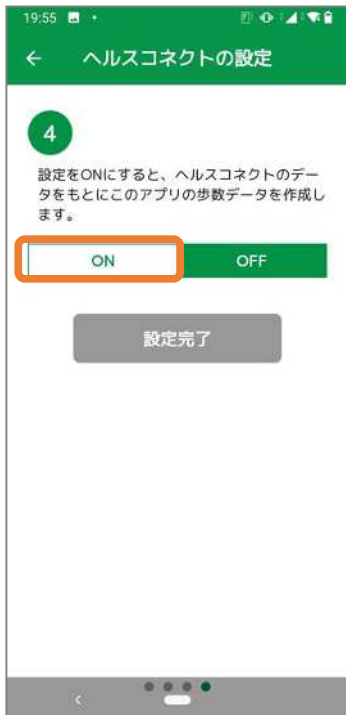 19:55
ヘルスコネクトの設定
4
設定をONにすると、ヘルスコネクトのデー
タをもとにこのアプリの歩数データを作成し
ます。
ON OFF
設定完了